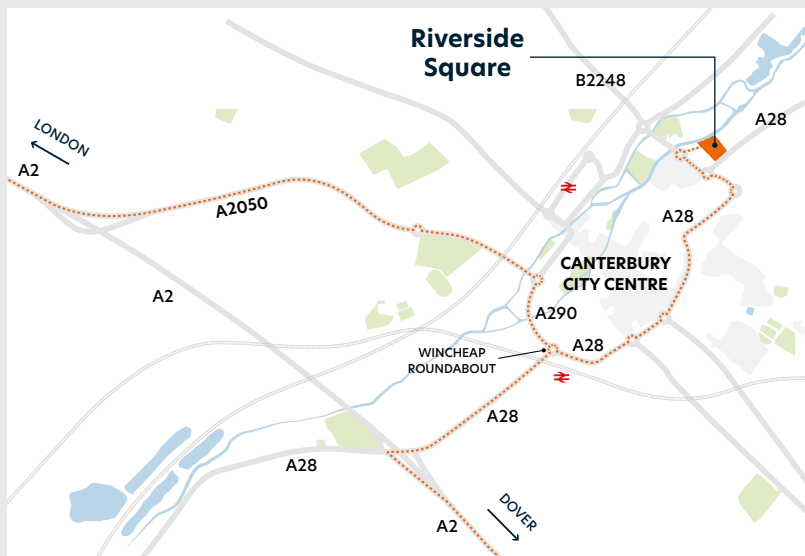 Riverside
Square
B2248
A28
LONDON
A2
A2050
A28
CANTERBURY
CITY CENTRE
A2
A290
WINCHEAP
ROUNDABOUT
A28
A28
A28
DOVER
A2